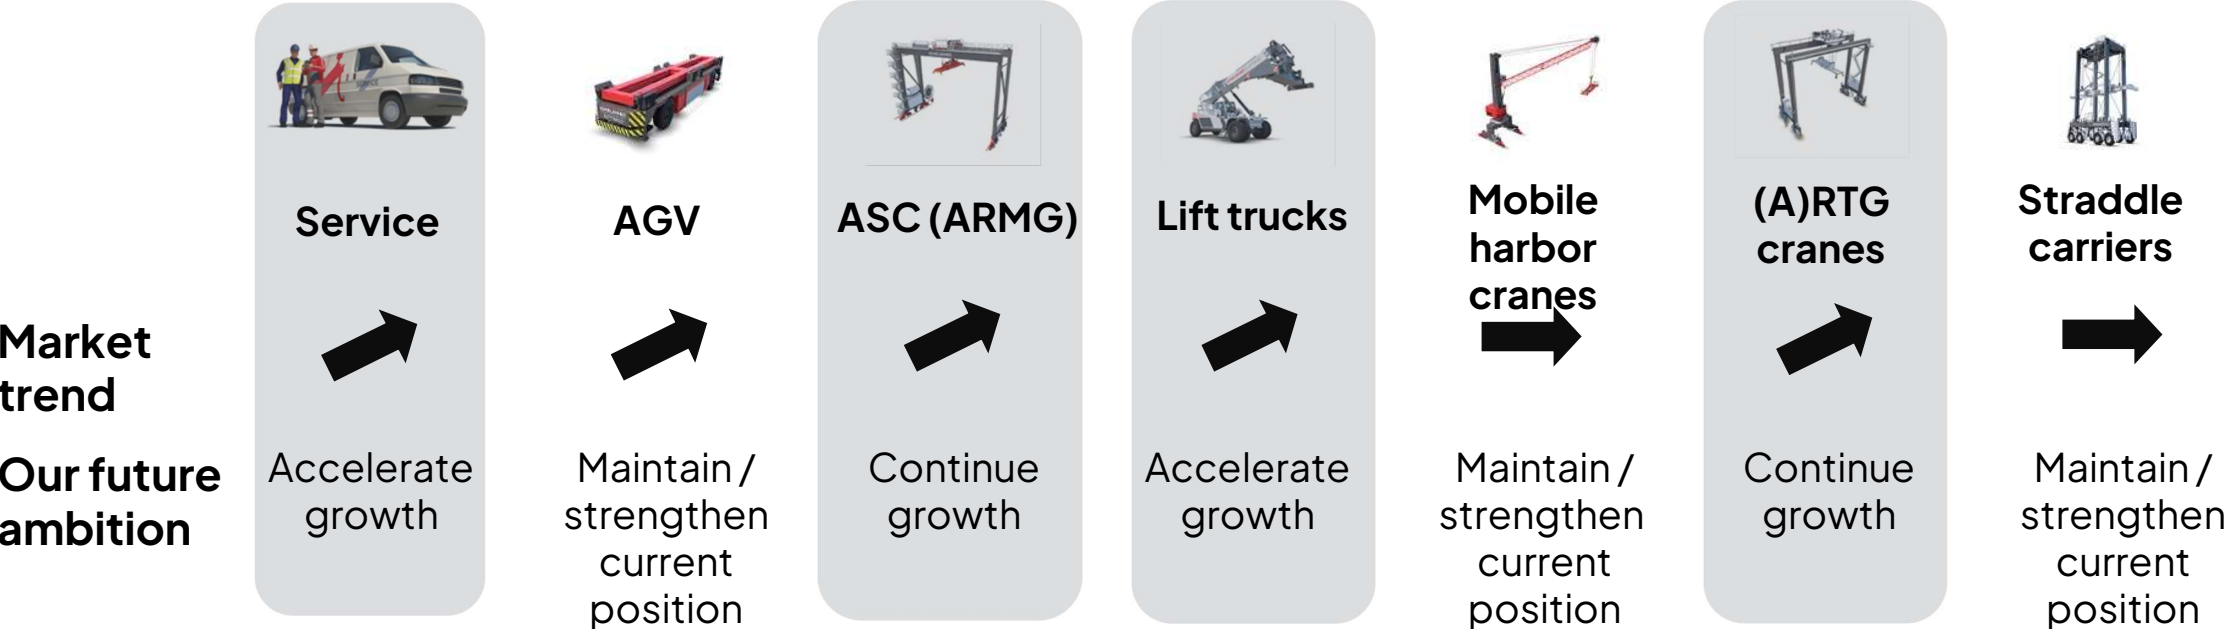 Service
AGV
ASC (ARMG)
Lift trucks
Mobile
harbor
cranes
(A)RTG
cranes
Straddle
carriers
Market
trend
Our future
ambition
Accelerate
growth
Maintain /
strengthen
current
position
Continue
growth
Accelerate
growth
Maintain /
strengthen
current
position
Continue
growth
Maintain /
strengthen
current
position